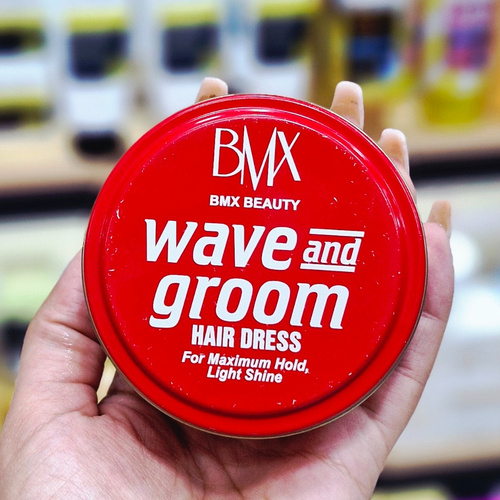 BMX
BMX BEAUTY
wave and
groom
HAIR DRESS
For Maximum Hold,
Light Shine